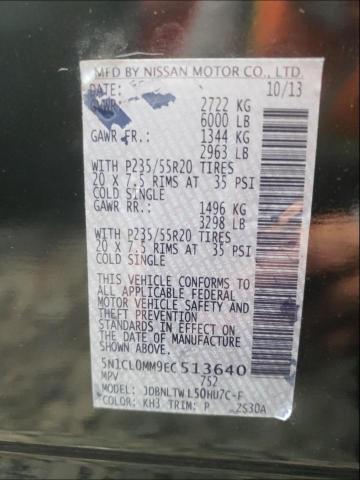 MFD BY NISSAN MOTOR CO., LTD.
DATE: 10/13
GVWR: 2722 KG
6000 LB
GAWR FR.: 1344 KG
2963 LB
WITH P235/55R20 TIRES
20 X 7.5 RIMS AT 35 PSI
COLD SINGLE
GAWR RR.: 1496 KG
3298 LB
WITH P235/55R20 TIRES
20 X 7.5 RIMS AT 35 PSI
COLD SINGLE
THIS VEHICLE CONFORMS TO
ALL APPLICABLE FEDERAL
MOTOR VEHICLE SAFETY AND
THEFT PREVENTION
STANDARDS IN EFFECT ON
THE DATE OF MANUFACTURE
SHOWN ABOVE.
5N1CL0MM9EC513640
MPV 752
MODEL: JDBNLTWL50HU7C-F
COLOR: KH3 TRIM: P 2S30A